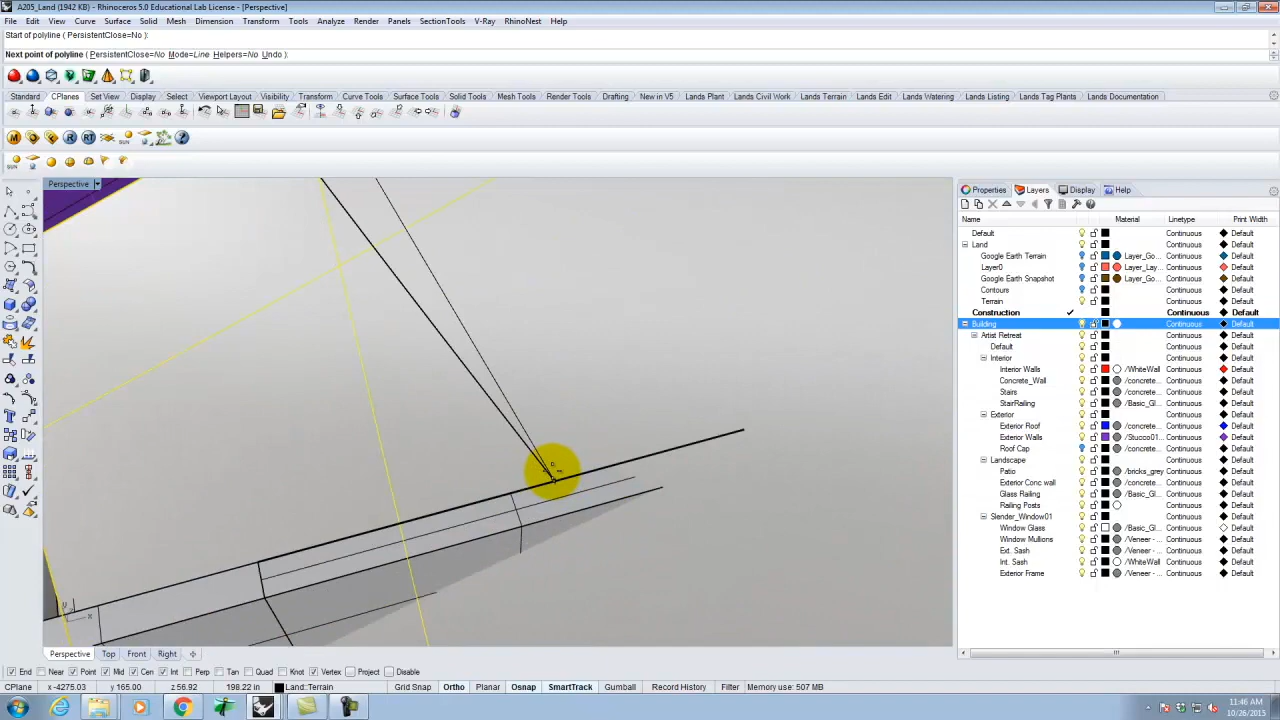 A205_Land (1942 KB) - Rhinoceros 5.0 Educational Lab License - [Perspective]
File Edit View Curve Surface Solid Mesh Dimension Transform Tools Analyze Render Panels SectionTools V-Ray RhinoNest Help
Start of polyline ( PersistentClose=No ):
Next point of polyline ( PersistentClose=No Mode=Line Helpers=No Undo ):
Standard CPlanes Set View Display Select Viewport Layout Visibility Transform Curve Tools Surface Tools Solid Tools Mesh Tools Render Tools Drafting New in V5 Lands Plant Lands Civil Work Lands Terrain Lands Edit Lands Watering Lands Listing Lands Tag Plants Lands Documentation
Perspective
Properties Layers Display Help
Name Material Linetype Print Width
Default Continuous Default
Land Continuous Default
Google Earth Terrain Layer_Go... Continuous Default
Layer0 Layer_Lay... Continuous Default
Google Earth Snapshot Layer_Go... Continuous Default
Contours Continuous Default
Terrain Continuous Default
Construction Continuous Default
Building Continuous Default
Artist Retreat Continuous Default
Default Continuous Default
Interior Continuous Default
Interior Walls /WhiteWall Continuous Default
Concrete_Wall /concrete... Continuous Default
Stairs /concrete... Continuous Default
StairRailing /Basic_Gl... Continuous Default
Exterior Continuous Default
Exterior Roof /concrete... Continuous Default
Exterior Walls /Stucco01... Continuous Default
Roof Cap Continuous Default
Landscape Continuous Default
Patio /bricks_grey Continuous Default
Exterior Conc wall /concrete... Continuous Default
Glass Railing /Basic_Gl... Continuous Default
Railing Posts Continuous Default
Slender_Window01 Continuous Default
Window Glass /Basic_Gl... Continuous Default
Window Mullions /Veneer - ... Continuous Default
Ext. Sash /Veneer - ... Continuous Default
Int. Sash /WhiteWall Continuous Default
Exterior Frame /Veneer - ... Continuous Default
y
x
Perspective Top Front Right
End Near Point Mid Cen Int Perp Tan Quad Knot Vertex Project Disable
CPlane x -4275.03 y 165.00 z 56.92 198.22 in Land::Terrain Grid Snap Ortho Planar Osnap SmartTrack Gumball Record History Filter Memory use: 507 MB
11:46 AM
10/26/2015